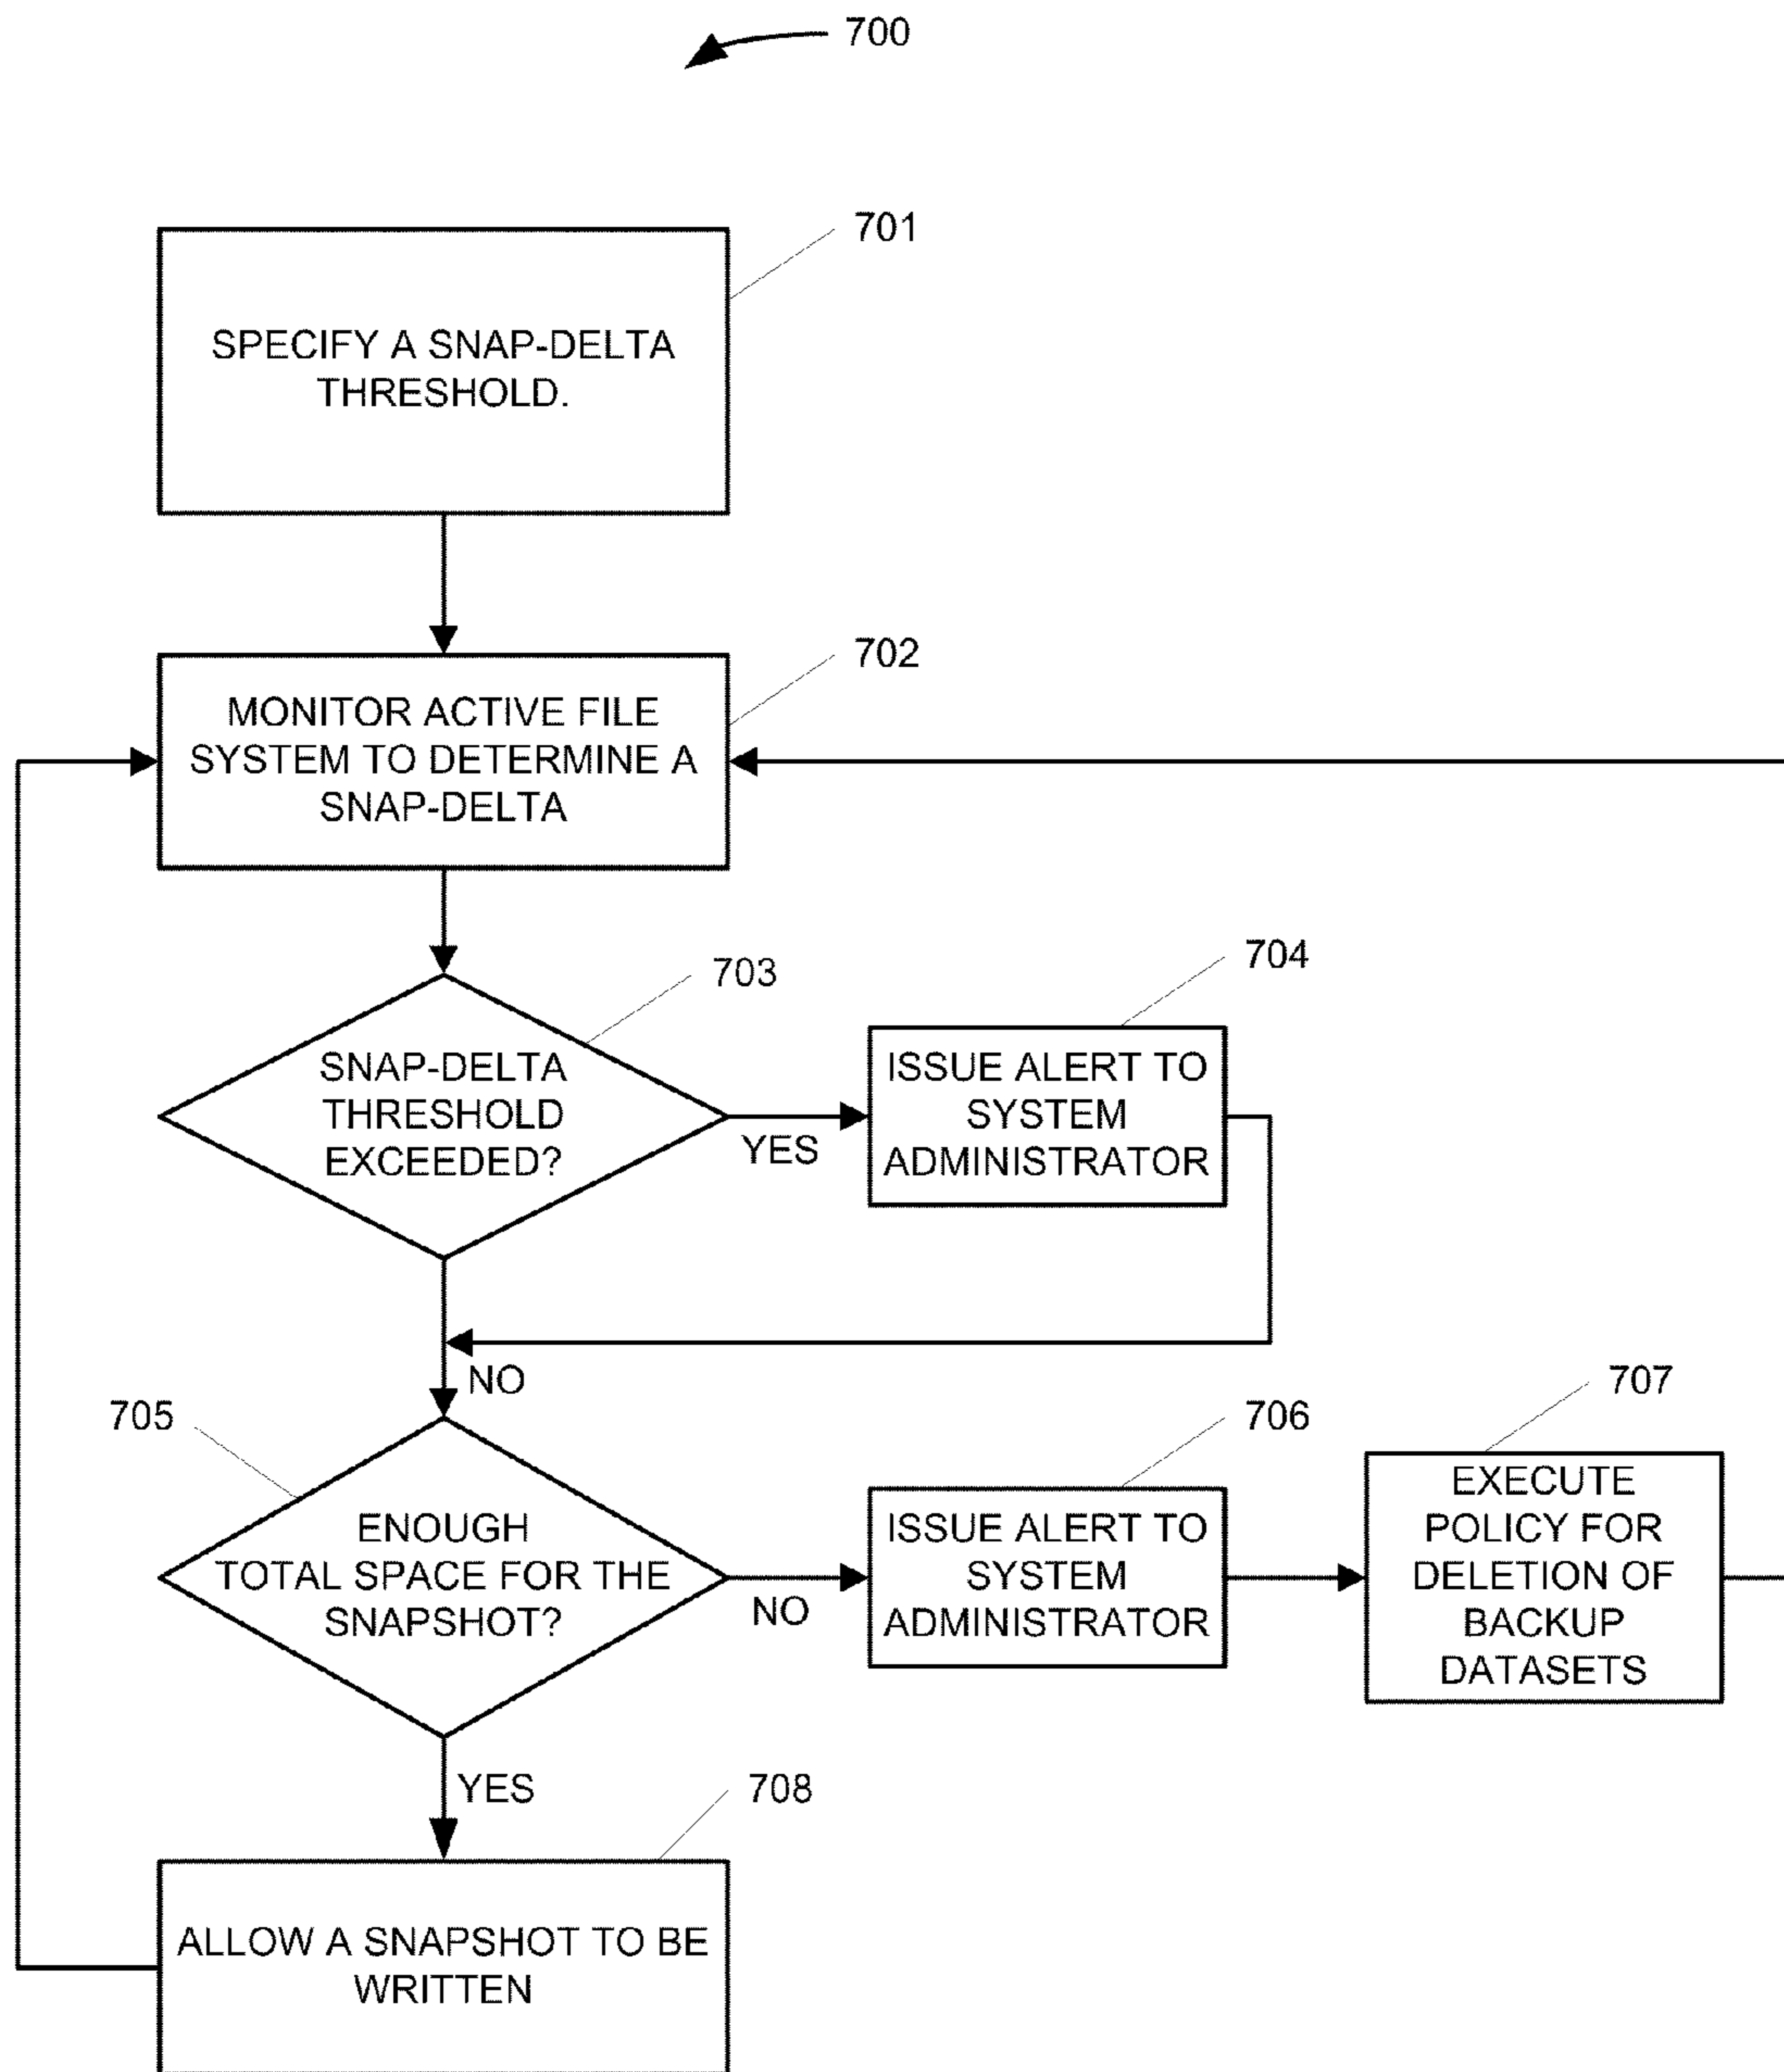 700
701
SPECIFY A SNAP-DELTA
THRESHOLD.
702
MONITOR ACTIVE FILE
SYSTEM TO DETERMINE A
SNAP-DELTA
703
SNAP-DELTA
THRESHOLD
EXCEEDED?
YES
704
ISSUE ALERT TO
SYSTEM
ADMINISTRATOR
NO
705
ENOUGH
TOTAL SPACE FOR THE
SNAPSHOT?
NO
706
ISSUE ALERT TO
SYSTEM
ADMINISTRATOR
707
EXECUTE
POLICY FOR
DELETION OF
BACKUP
DATASETS
YES
708
ALLOW A SNAPSHOT TO BE
WRITTEN